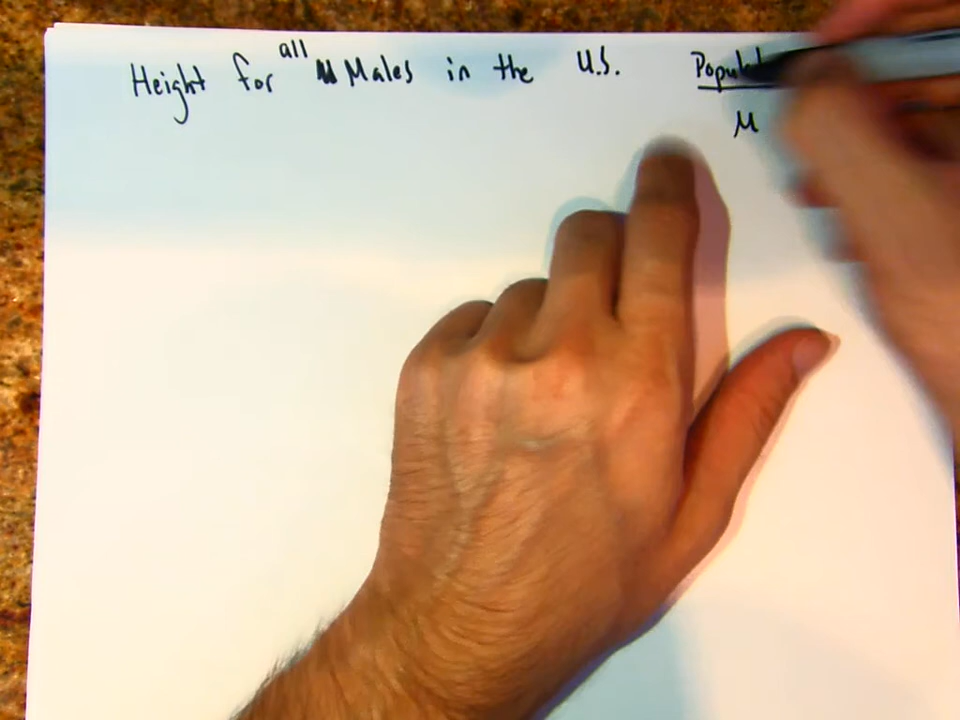 Height for all Males in the U.S.
μ